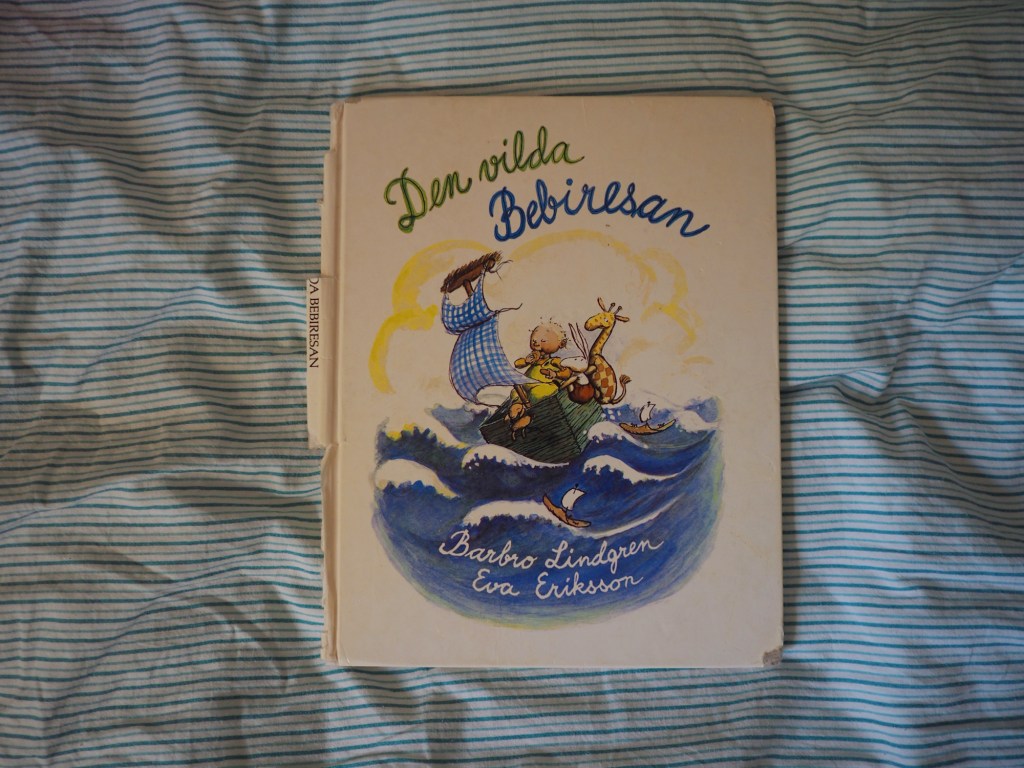 Den vilda
Bebiresan
DA BEBIRESAN
Barbro Lindgren
Eva Eriksson